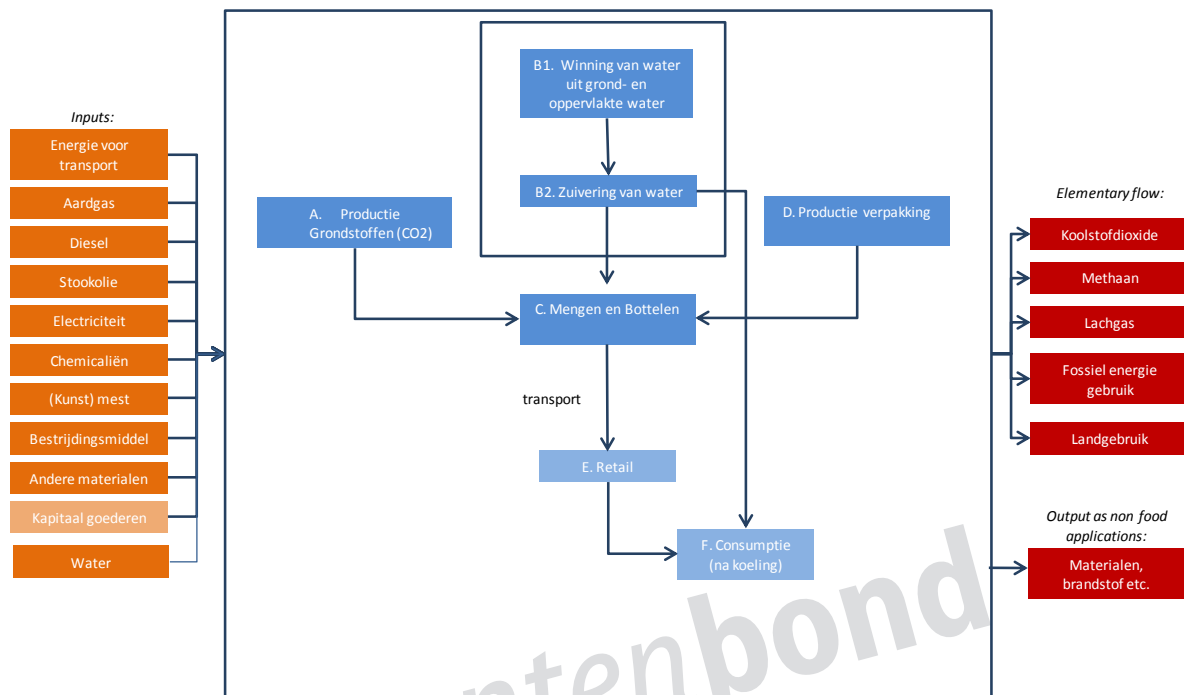 Inputs:
Energie voor
transport
Aardgas
Diesel
Stookolie
Electriciteit
Chemicaliën
(Kunst) mest
Bestrijdingsmiddel
Andere materialen
Kapitaal goederen
Water
B1. Winning van water
uit grond- en
oppervlakte water
B2. Zuivering van water
A. Productie
Grondstoffen (CO2)
D. Productie verpakking
C. Mengen en Bottelen
transport
E. Retail
F. Consumptie
(na koeling)
Elementary flow:
Koolstofdioxide
Methaan
Lachgas
Fossiel energie
gebruik
Landgebruik
Output as non food
applications:
Materialen,
brandstof etc.
ntenbond